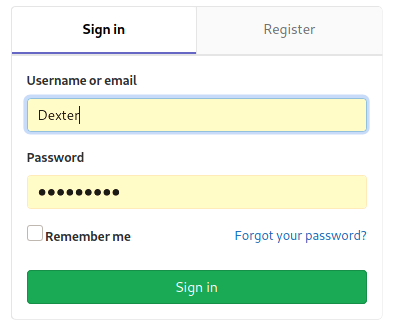 Sign in Register
Username or email
Dexter
Password
●●●●●●●●●
Remember me Forgot your password?
Sign in